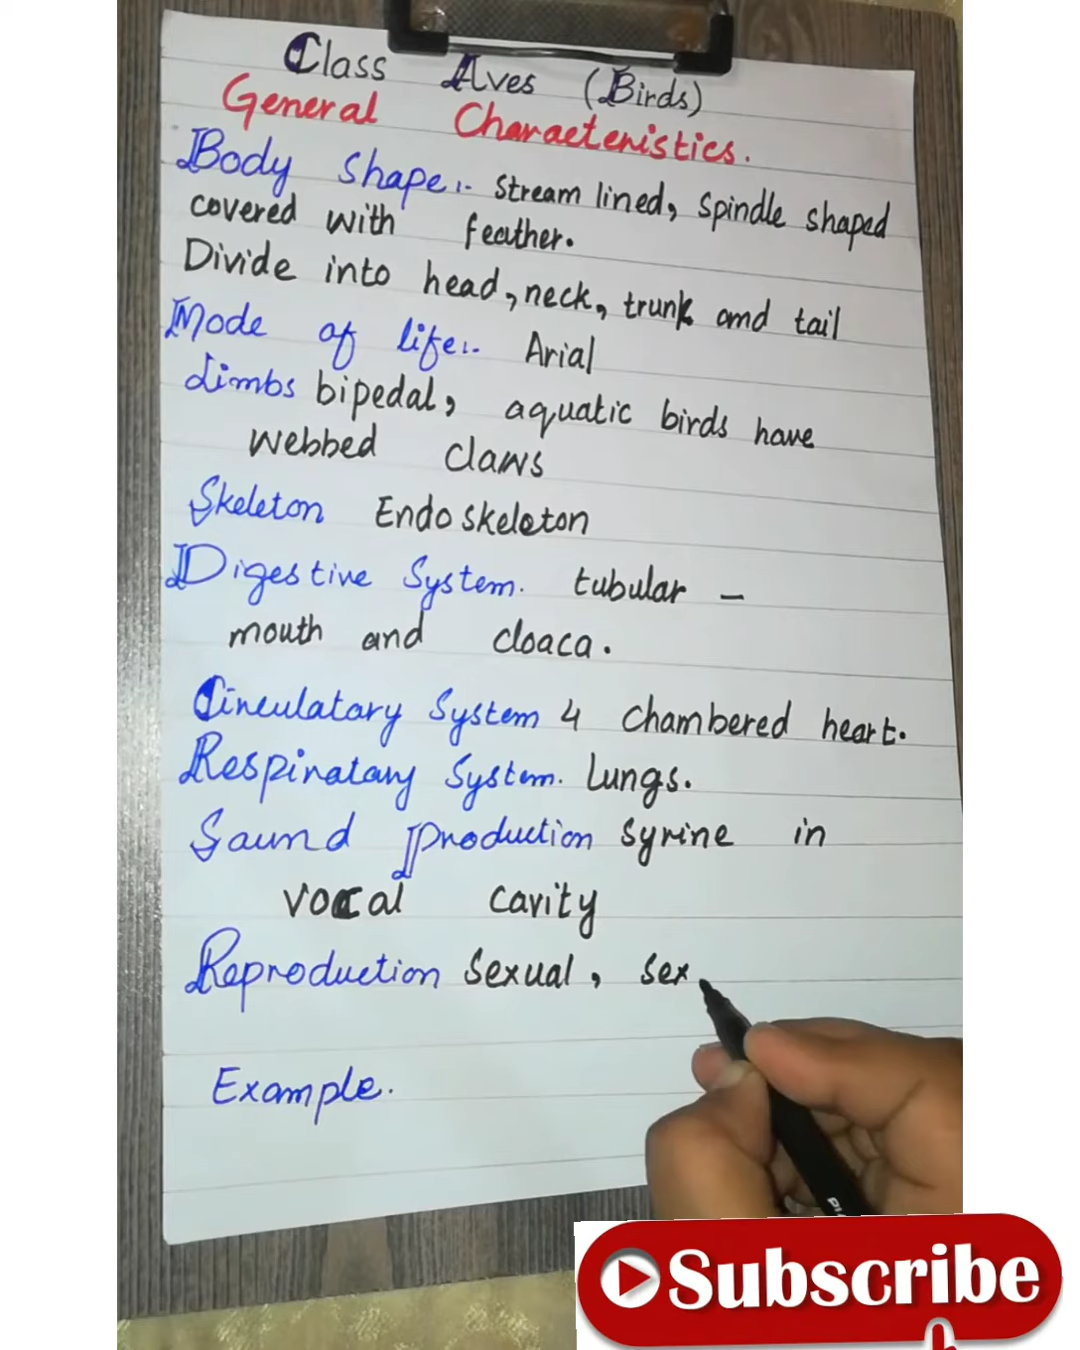 Class Aves (Birds)
General Characteristics.
Body shape:- Stream lined, spindle shaped
covered with feather.
Divide into head, neck, trunk and tail
Mode of life:- Arial
Limbs bipedal, aquatic birds have
webbed claws
Skeleton Endoskeleton
Digestive System. tubular –
mouth and cloaca.
Circulatary System 4 chambered heart.
Respiratary System. Lungs.
Saund production syrine in
vocal cavity
Reproduction Sexual, sex
Example.
Subscribe